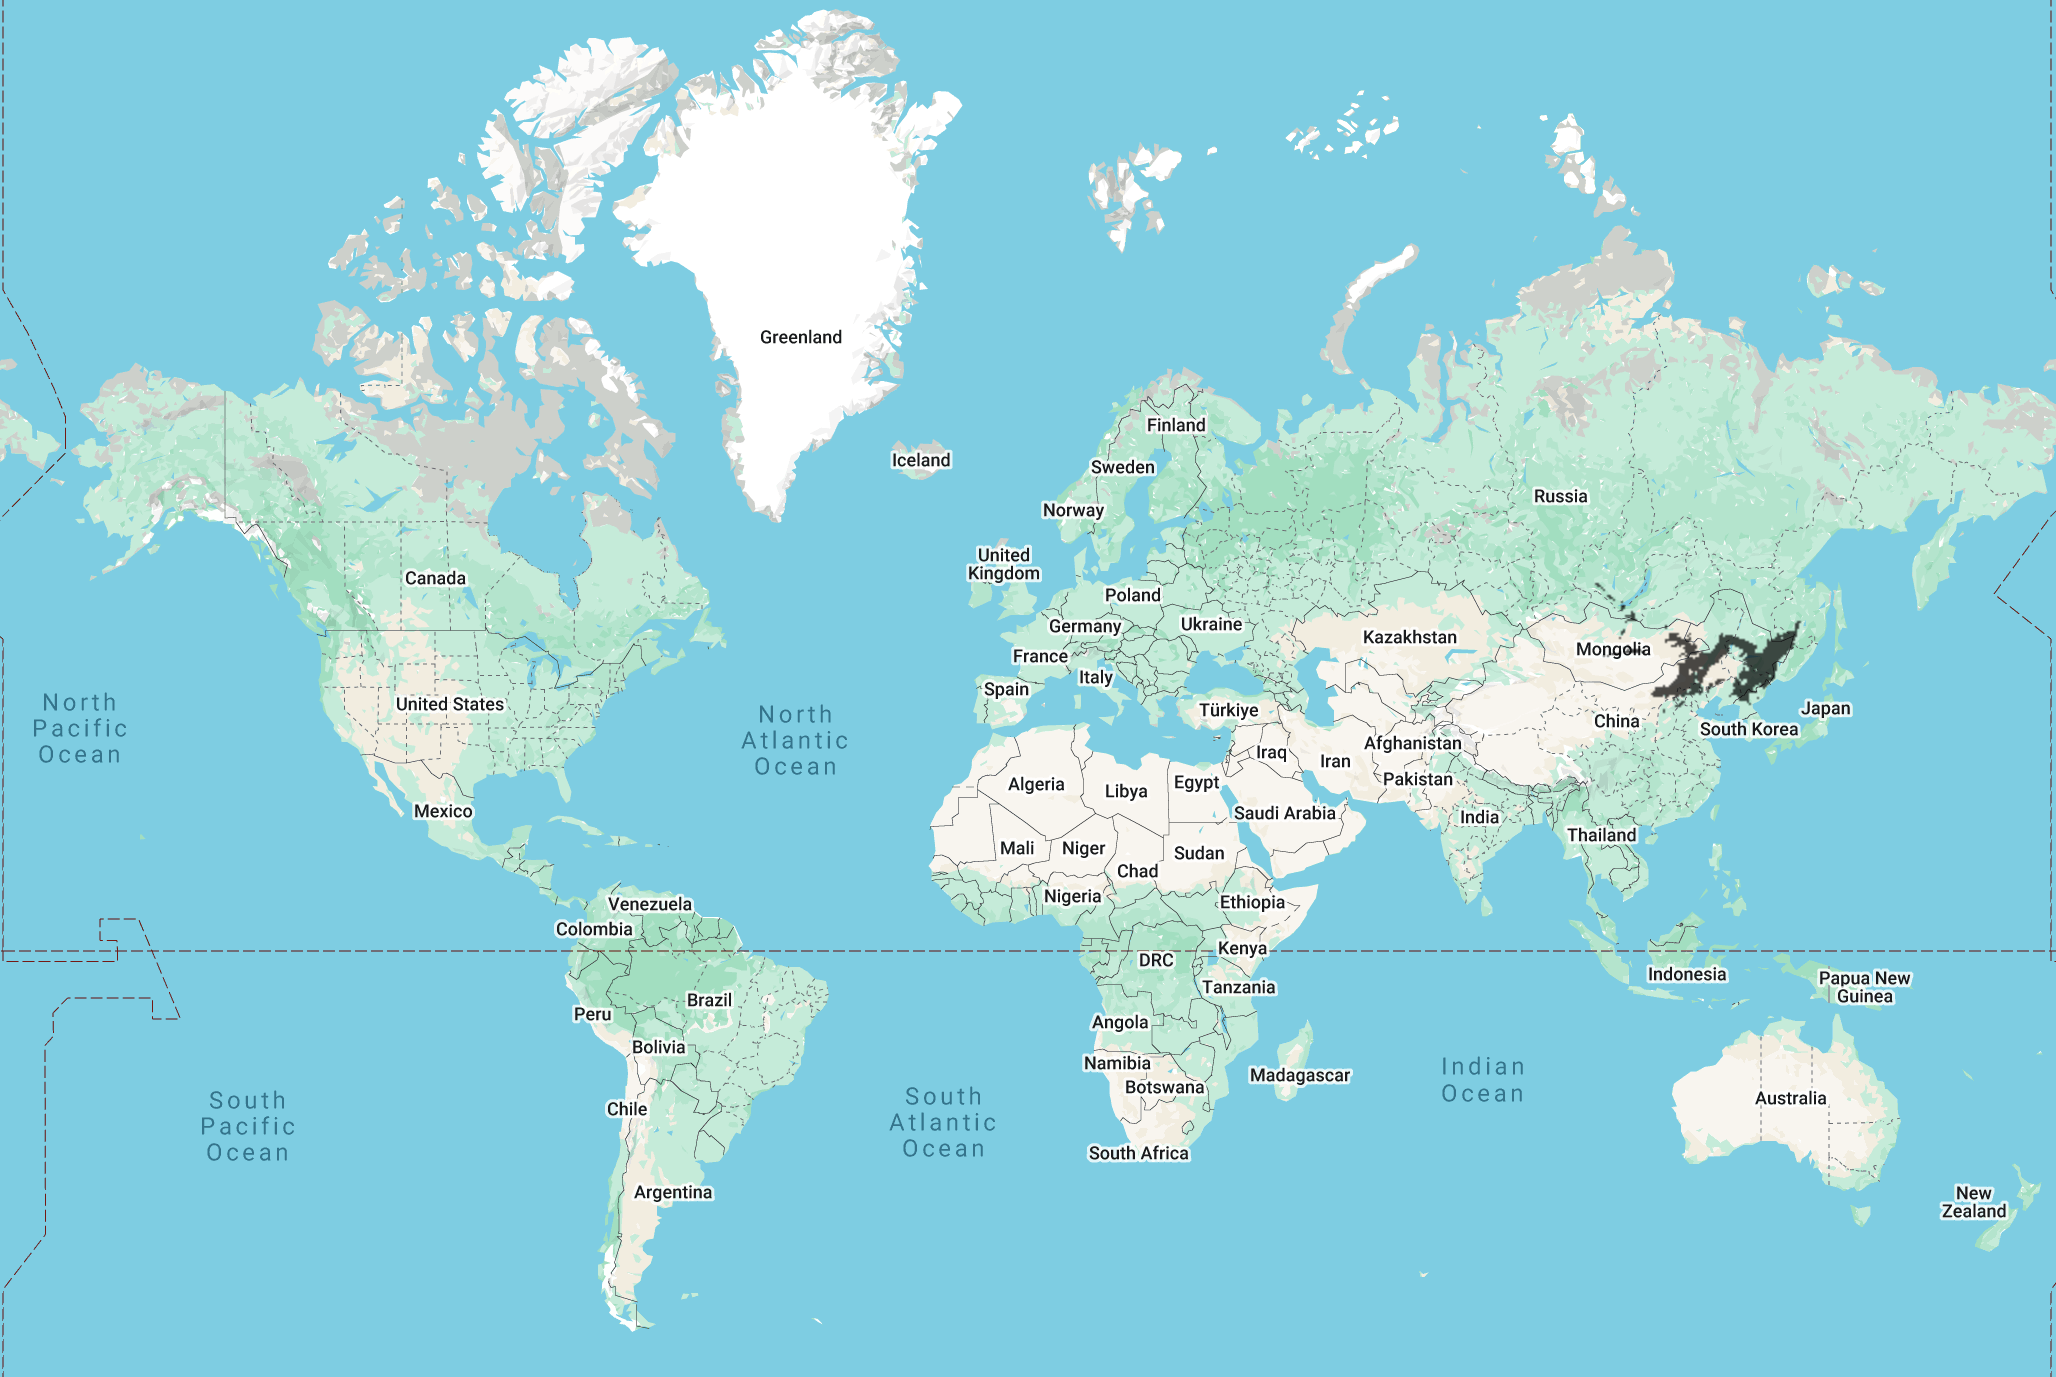 Greenland
Finland
Iceland
Sweden
Russia
Norway
United
Kingdom
Canada
Poland
Germany
Ukraine
Kazakhstan
Mongolia
France
Italy
Spain
United States
Türkiye
Japan
China
South Korea
North
Pacific
Ocean
North
Atlantic
Ocean
Iraq
Iran
Afghanistan
Pakistan
Algeria
Libya
Egypt
Saudi Arabia
India
Mexico
Thailand
Mali
Niger
Chad
Sudan
Nigeria
Ethiopia
Venezuela
Colombia
Kenya
DRC
Indonesia
Papua New
Guinea
Tanzania
Brazil
Peru
Angola
Bolivia
Namibia
Botswana
Madagascar
Indian
Ocean
Chile
Australia
South
Pacific
Ocean
South
Atlantic
Ocean
South Africa
Argentina
New
Zealand